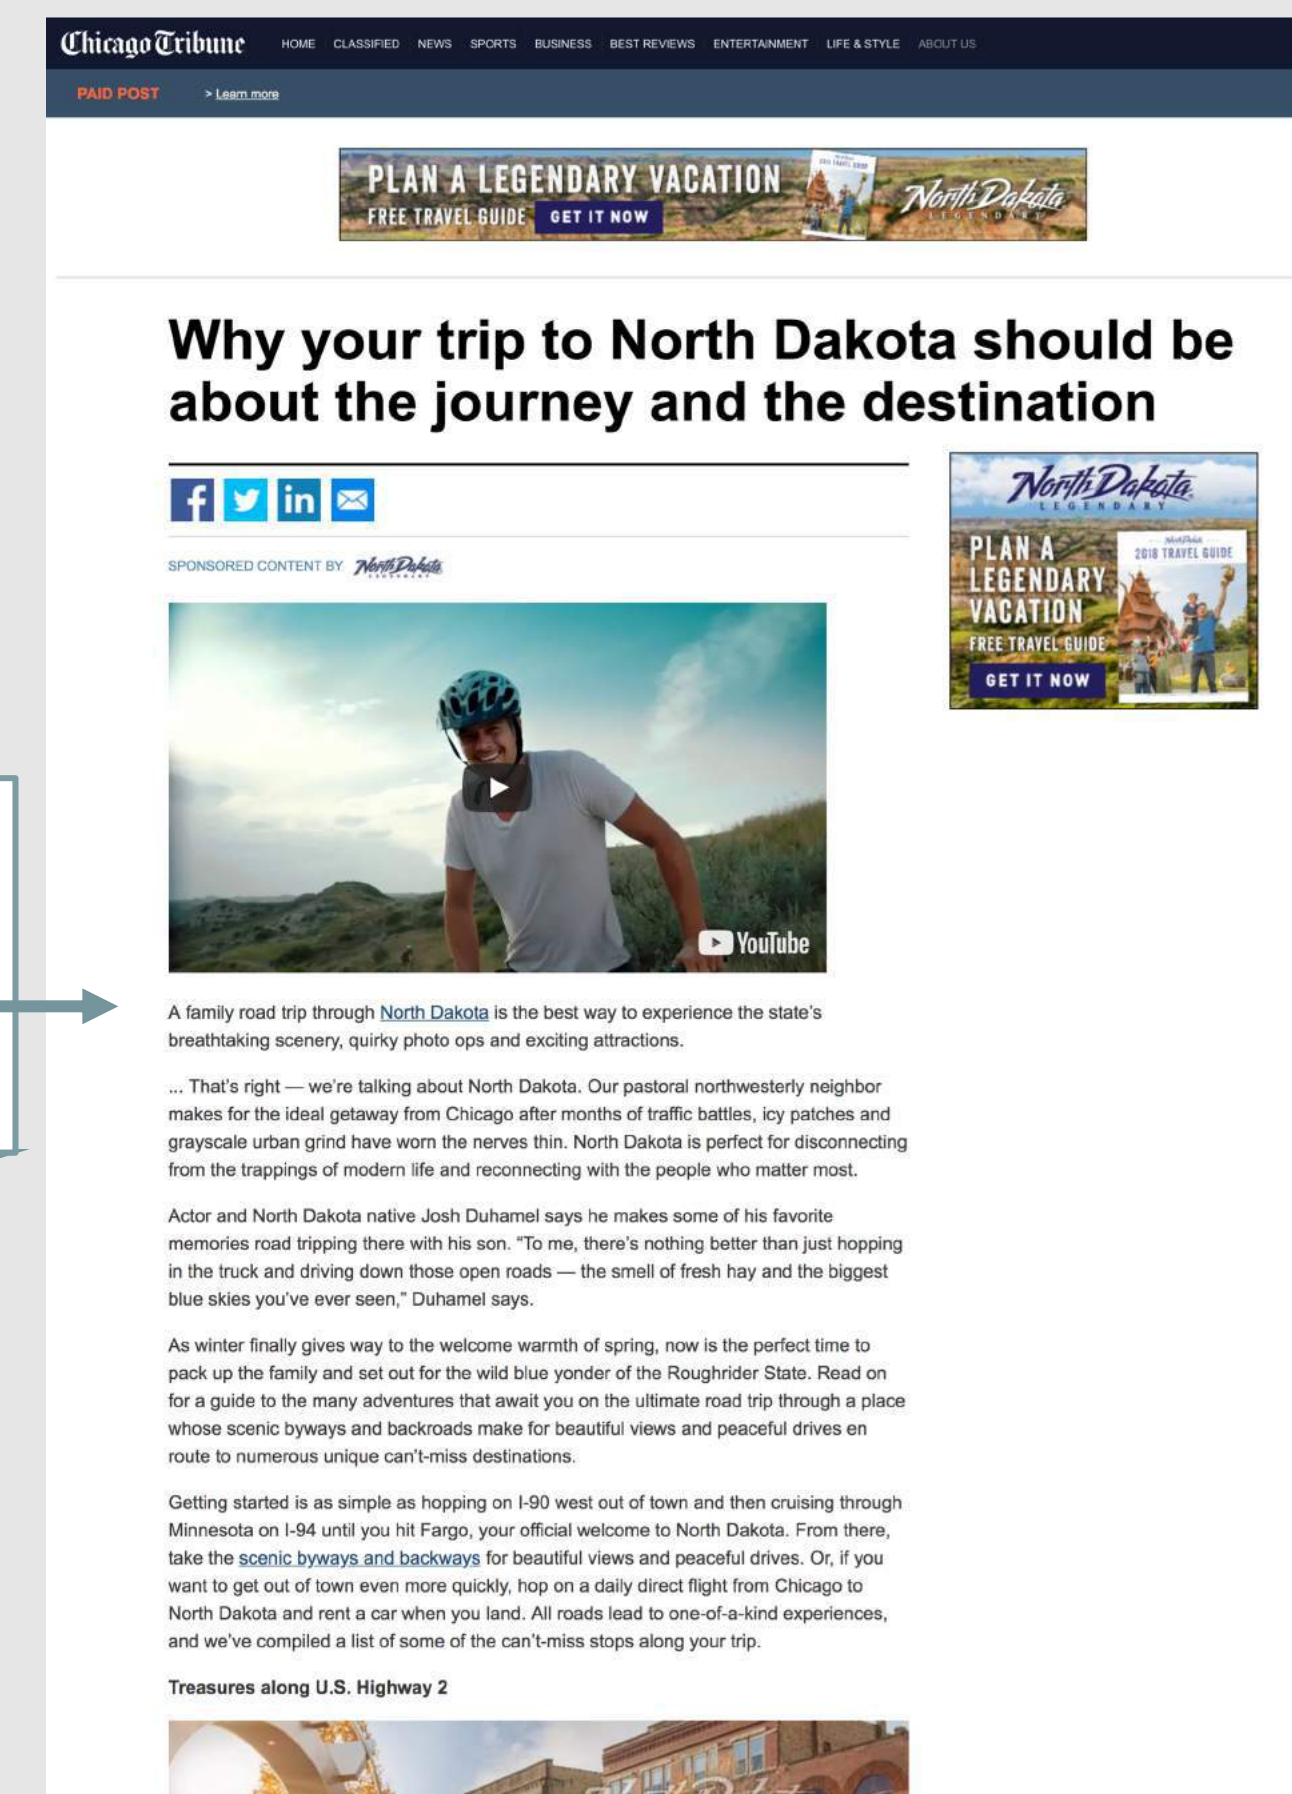 Chicago Tribune
HOME CLASSIFIED NEWS SPORTS BUSINESS BEST REVIEWS ENTERTAINMENT LIFE & STYLE ABOUT US
PAID POST > Learn more
PLAN A LEGENDARY VACATION
FREE TRAVEL GUIDE GET IT NOW
North Dakota
LEGENDARY
Why your trip to North Dakota should be
about the journey and the destination
SPONSORED CONTENT BY North Dakota
LEGENDARY
North Dakota
LEGENDARY
PLAN A
LEGENDARY
VACATION
FREE TRAVEL GUIDE
GET IT NOW
2018 TRAVEL GUIDE
YouTube
A family road trip through North Dakota is the best way to experience the state's
breathtaking scenery, quirky photo ops and exciting attractions.
... That's right — we're talking about North Dakota. Our pastoral northwesterly neighbor
makes for the ideal getaway from Chicago after months of traffic battles, icy patches and
grayscale urban grind have worn the nerves thin. North Dakota is perfect for disconnecting
from the trappings of modern life and reconnecting with the people who matter most.
Actor and North Dakota native Josh Duhamel says he makes some of his favorite
memories road tripping there with his son. “To me, there's nothing better than just hopping
in the truck and driving down those open roads — the smell of fresh hay and the biggest
blue skies you've ever seen,” Duhamel says.
As winter finally gives way to the welcome warmth of spring, now is the perfect time to
pack up the family and set out for the wild blue yonder of the Roughrider State. Read on
for a guide to the many adventures that await you on the ultimate road trip through a place
whose scenic byways and backroads make for beautiful views and peaceful drives en
route to numerous unique can't-miss destinations.
Getting started is as simple as hopping on I-90 west out of town and then cruising through
Minnesota on I-94 until you hit Fargo, your official welcome to North Dakota. From there,
take the scenic byways and backways for beautiful views and peaceful drives. Or, if you
want to get out of town even more quickly, hop on a daily direct flight from Chicago to
North Dakota and rent a car when you land. All roads lead to one-of-a-kind experiences,
and we've compiled a list of some of the can't-miss stops along your trip.
Treasures along U.S. Highway 2